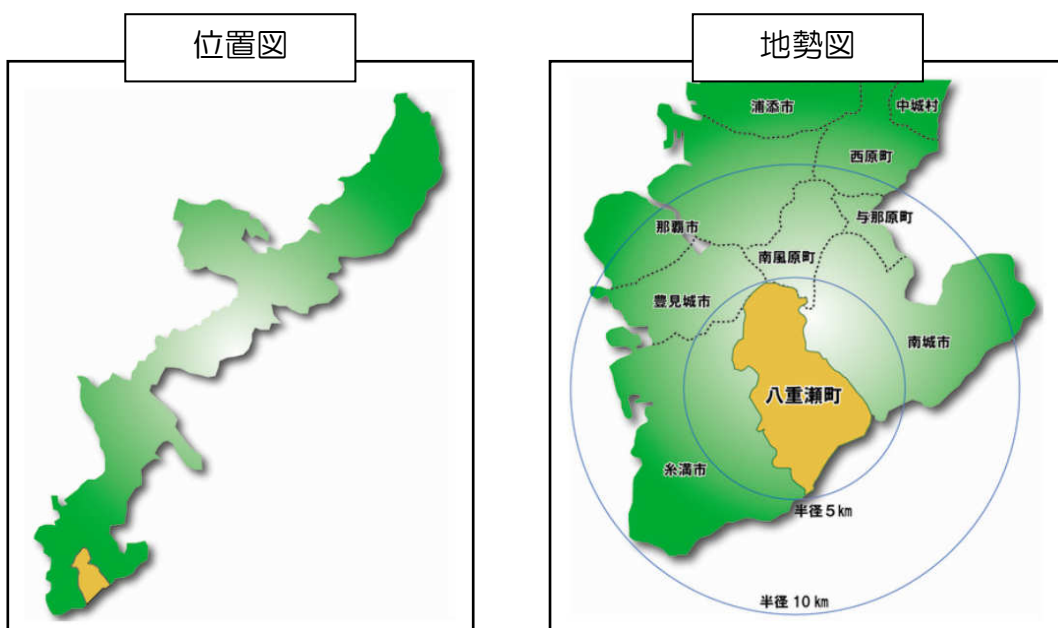 位置図
地勢図
浦添市
中城村
西原町
与那原町
那覇市
南風原町
豊見城市
南城市
八重瀬町
糸満市
半径5km
半径10km